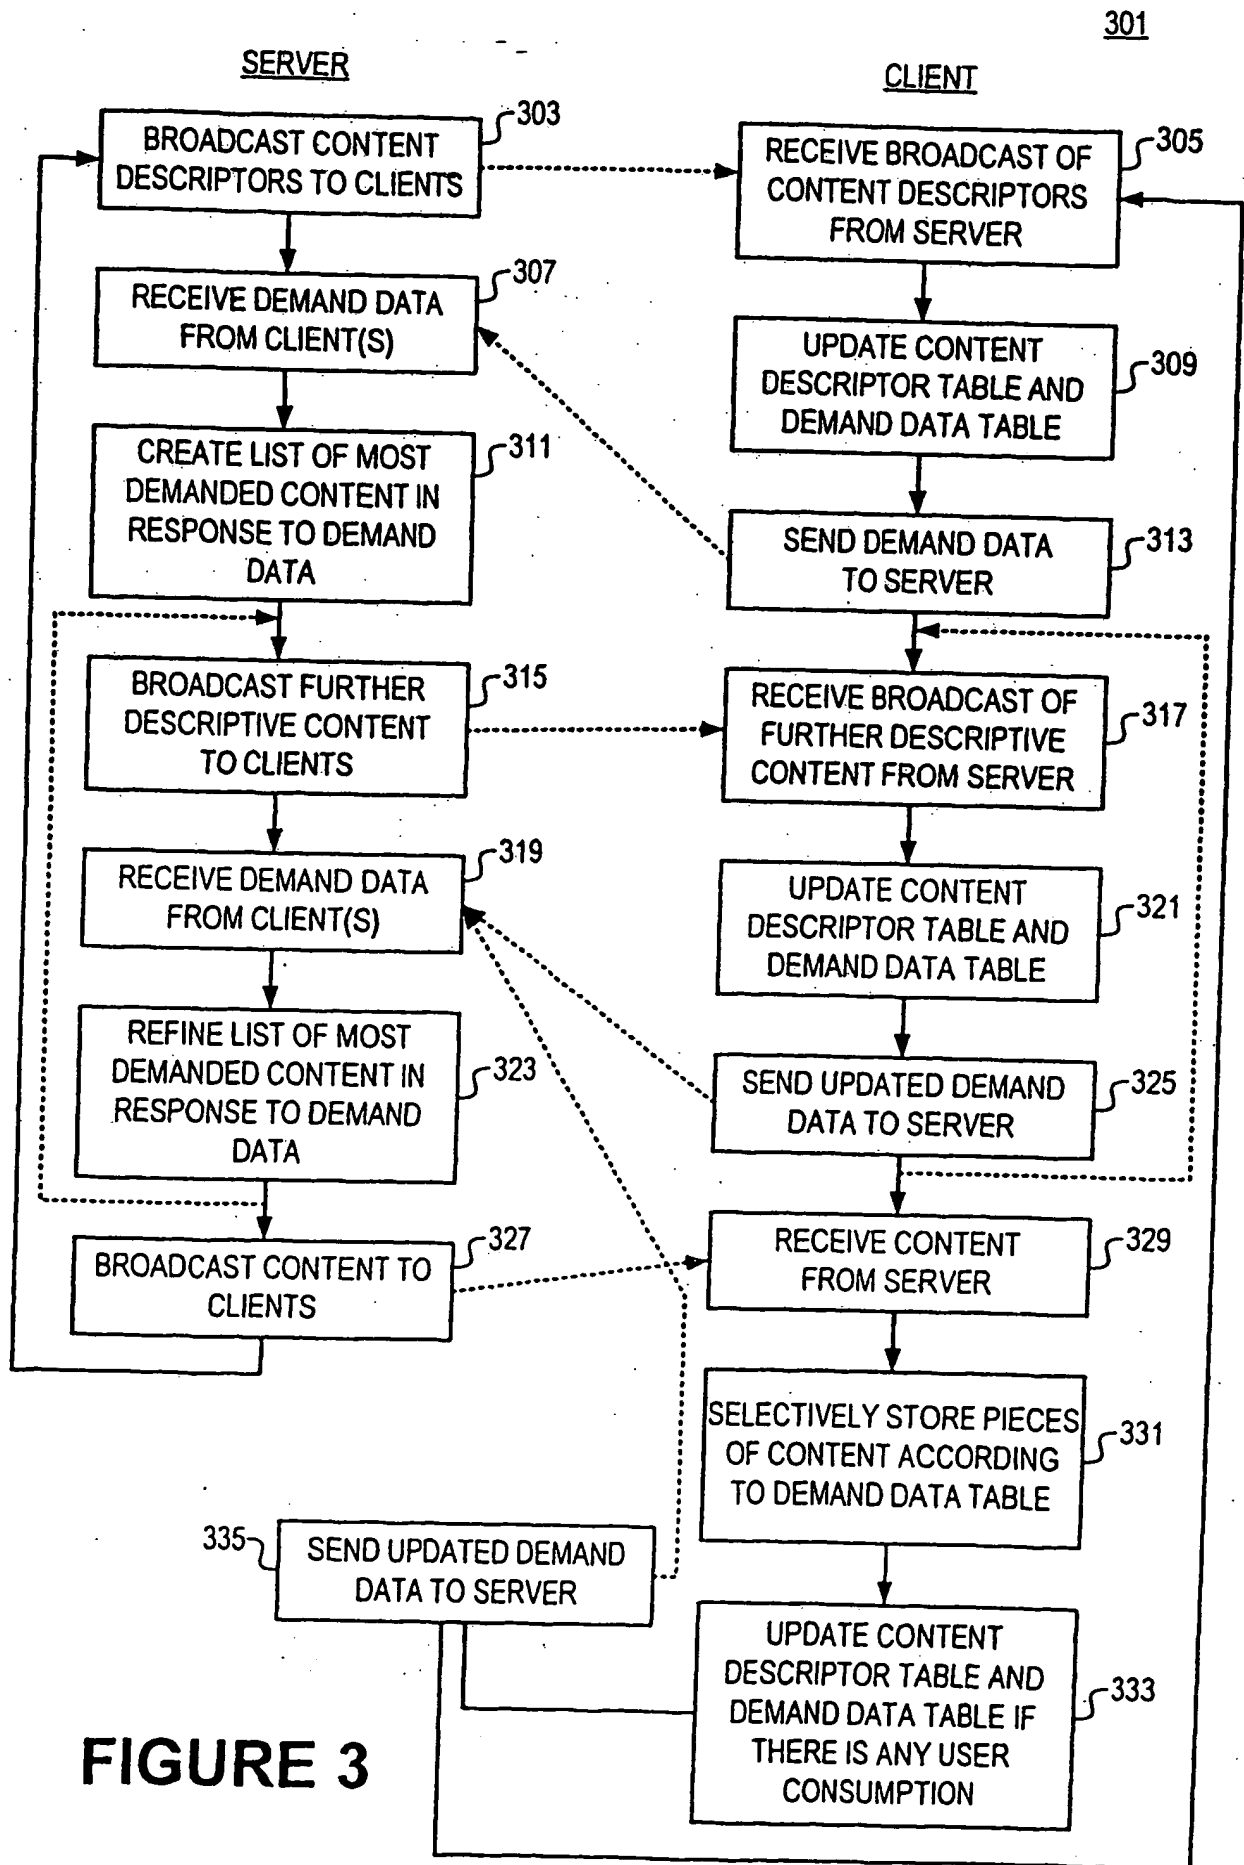 301
SERVER
CLIENT
303
BROADCAST CONTENT
DESCRIPTORS TO CLIENTS
305
RECEIVE BROADCAST OF
CONTENT DESCRIPTORS
FROM SERVER
307
RECEIVE DEMAND DATA
FROM CLIENT(S)
309
UPDATE CONTENT
DESCRIPTOR TABLE AND
DEMAND DATA TABLE
311
CREATE LIST OF MOST
DEMANDED CONTENT IN
RESPONSE TO DEMAND
DATA
313
SEND DEMAND DATA
TO SERVER
315
BROADCAST FURTHER
DESCRIPTIVE CONTENT
TO CLIENTS
317
RECEIVE BROADCAST OF
FURTHER DESCRIPTIVE
CONTENT FROM SERVER
319
RECEIVE DEMAND DATA
FROM CLIENT(S)
321
UPDATE CONTENT
DESCRIPTOR TABLE AND
DEMAND DATA TABLE
323
REFINE LIST OF MOST
DEMANDED CONTENT IN
RESPONSE TO DEMAND
DATA
325
SEND UPDATED DEMAND
DATA TO SERVER
327
BROADCAST CONTENT TO
CLIENTS
329
RECEIVE CONTENT
FROM SERVER
331
SELECTIVELY STORE PIECES
OF CONTENT ACCORDING
TO DEMAND DATA TABLE
335
SEND UPDATED DEMAND
DATA TO SERVER
333
UPDATE CONTENT
DESCRIPTOR TABLE AND
DEMAND DATA TABLE IF
THERE IS ANY USER
CONSUMPTION
FIGURE 3